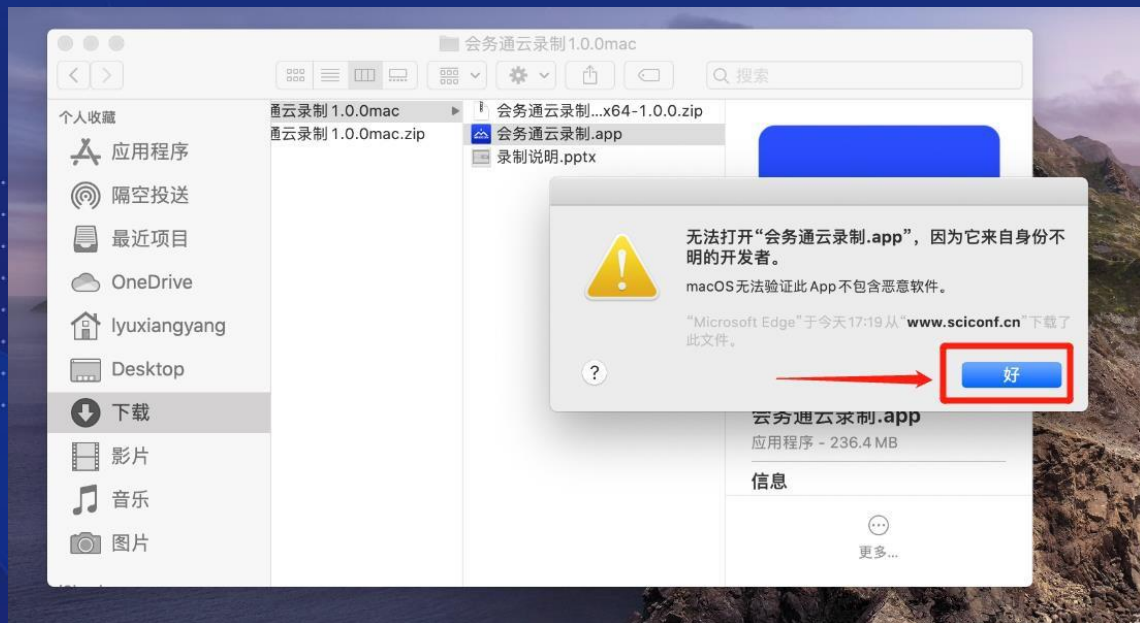 会务通云录制1.0.0mac
搜索
个人收藏
应用程序
隔空投送
最近项目
OneDrive
lyuxiangyang
Desktop
下载
影片
音乐
图片
通云录制1.0.0mac
通云录制1.0.0mac.zip
会务通云录制...x64-1.0.0.zip
会务通云录制.app
录制说明.pptx
无法打开“会务通云录制.app”，因为它来自身份不
明的开发者。
macOS无法验证此App不包含恶意软件。
“Microsoft Edge”于今天17:19从“www.sciconf.cn”下载了
此文件。
?
好
会务通云录制.app
应用程序 - 236.4 MB
信息
更多...